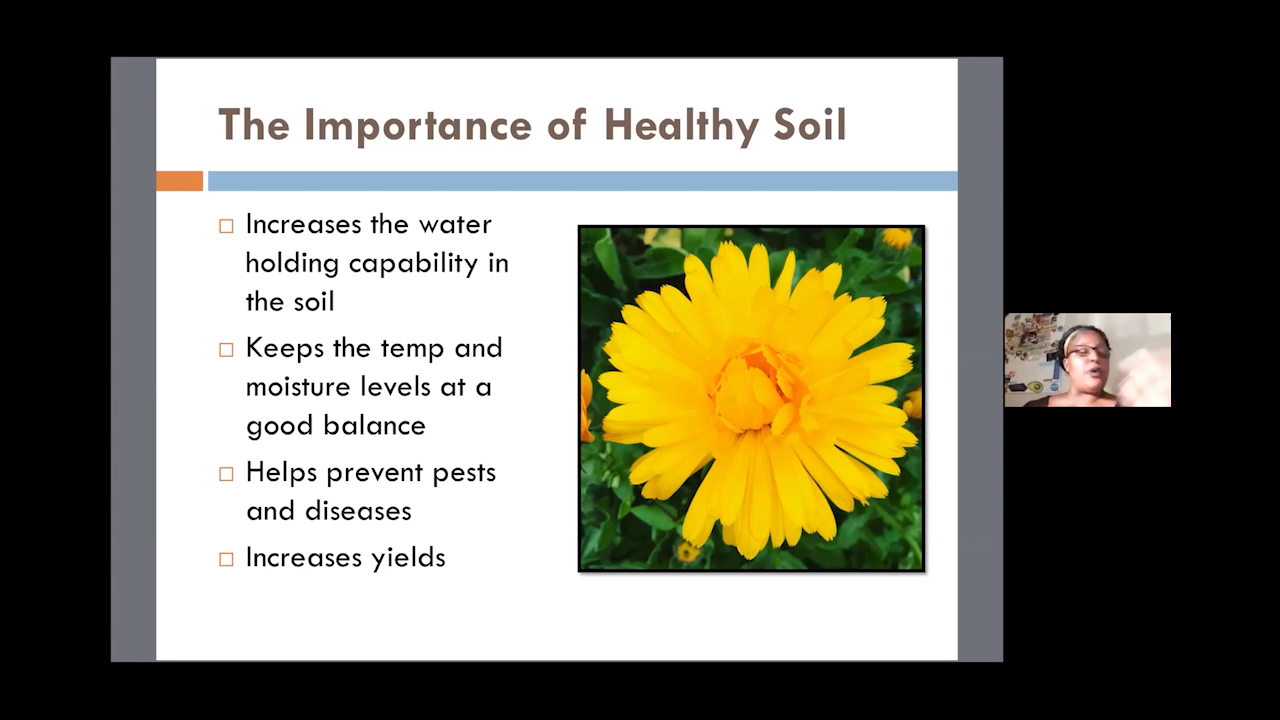 The Importance of Healthy Soil
Increases the water
holding capability in
the soil
Keeps the temp and
moisture levels at a
good balance
Helps prevent pests
and diseases
Increases yields